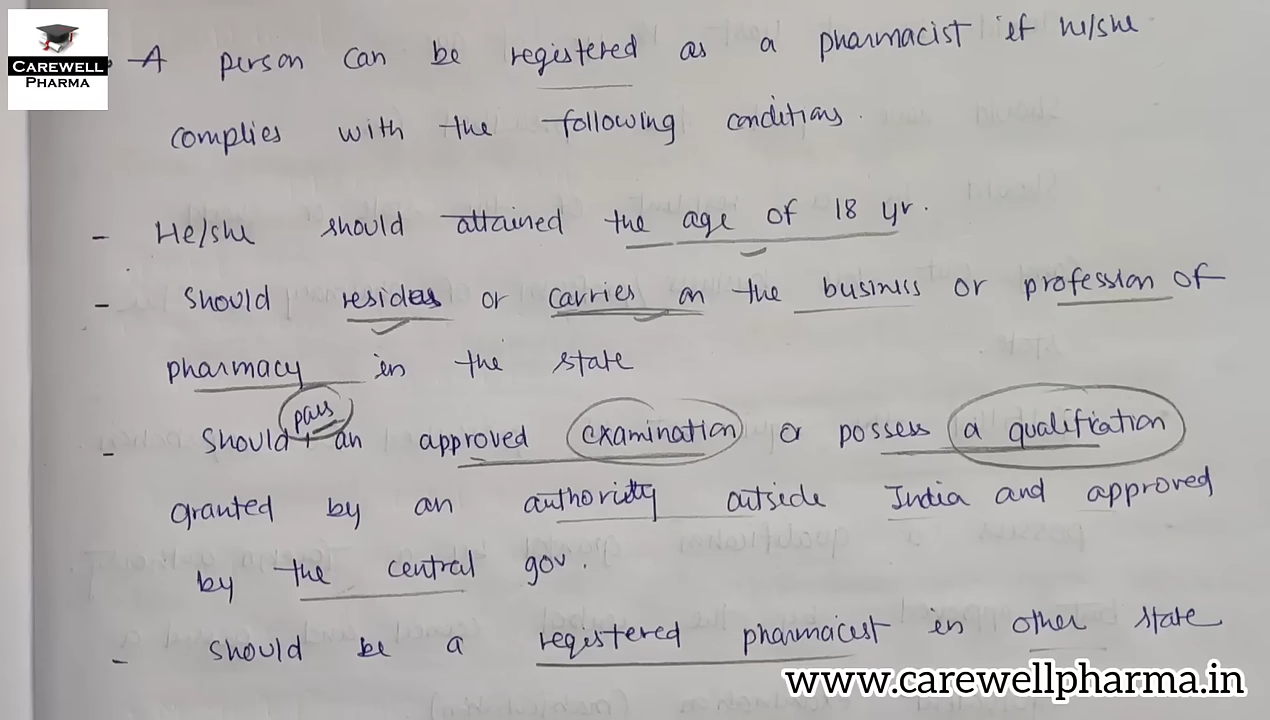 CAREWELL
PHARMA
A person can be registered as a pharmacist if he/she
complies with the following conditions.
- He/she should attained the age of 18 yr.
- Should resides or carries on the business or profession of
pharmacy in the state
pass
- Should an approved examination or possess a qualification
granted by an authority outside India and approved
by the central gov.
- should be a registered pharmacist in other state
www.carewellpharma.in